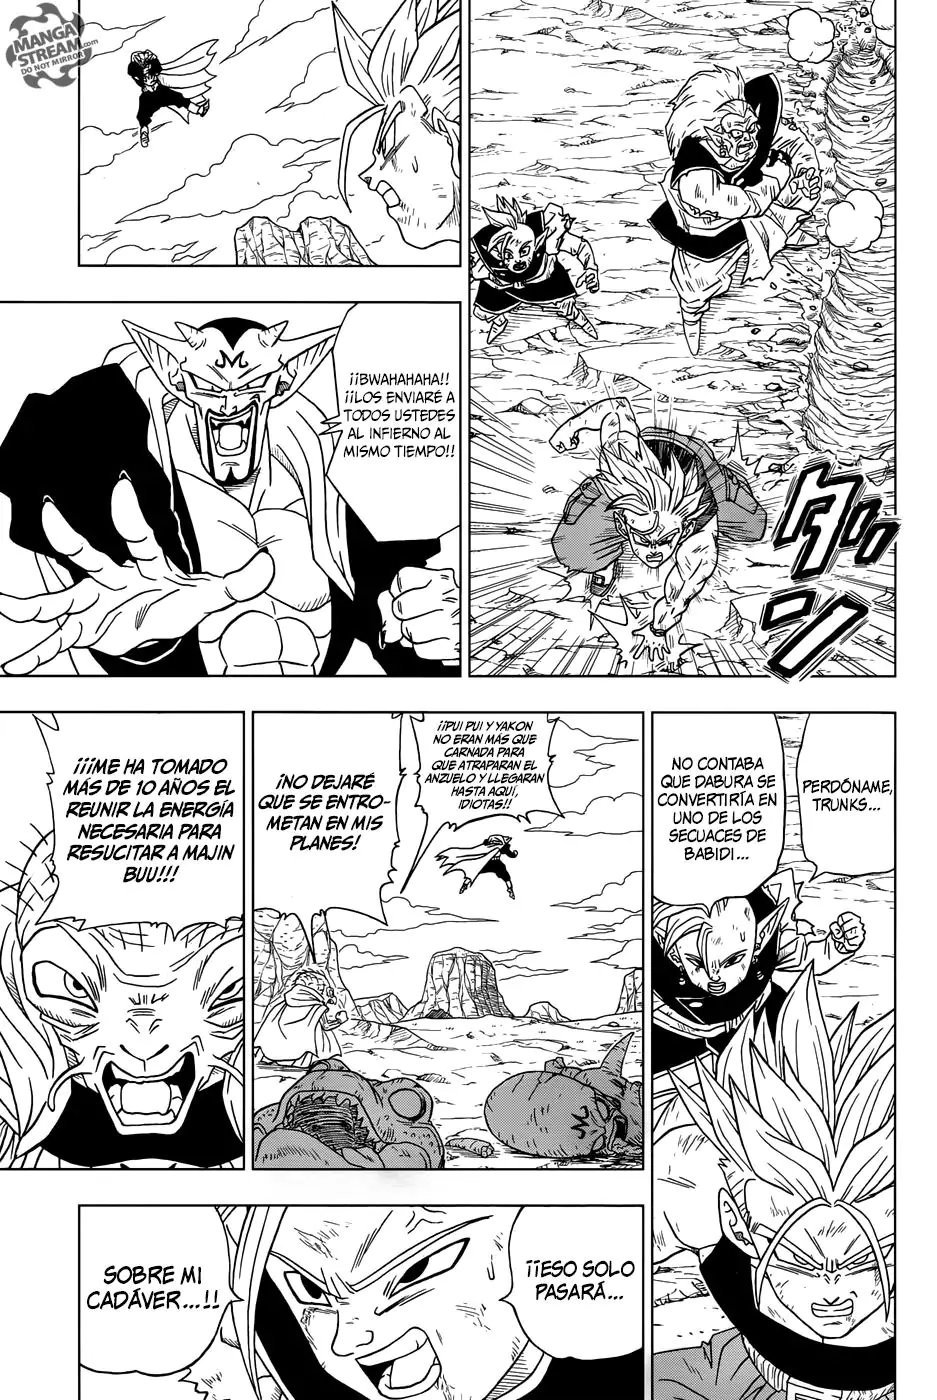 MANGA
STREAM.com
DO NOT MIRROR
ダンッ
¡¡BWAHAHAHA!!
¡¡LOS ENVIARÉ A
TODOS USTEDES
AL INFIERNO AL
MISMO TIEMPO!!
PERDÓNAME,
TRUNKS...
NO CONTABA
QUE DABURA SE
CONVERTIRÍA EN
UNO DE LOS
SECUACES DE
BABIDI...
¡¡PUI PUI Y YAKON
NO ERAN MÁS QUE
CARNADA PARA
QUE ATRAPARAN EL
ANZUELO Y LLEGARAN
HASTA AQUÍ,
IDIOTAS!!
¡NO DEJARÉ
QUE SE ENTRO-
METAN EN MIS
PLANES!
¡¡¡ME HA TOMADO
MÁS DE 10 AÑOS EL
REUNIR LA ENERGÍA
NECESARIA PARA
RESUCITAR A MAJIN
BUU!!!
¡¡ESO SOLO
PASARÁ...
SOBRE MI
CADÁVER...!!